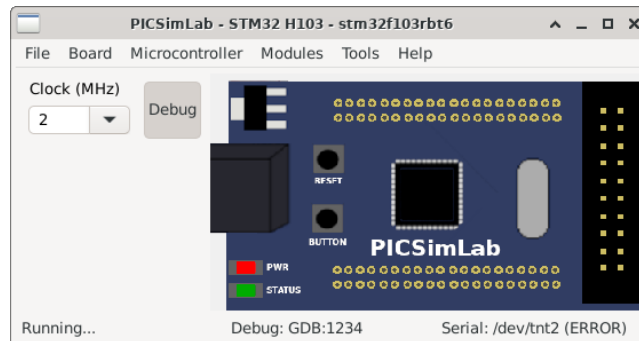 PICSimLab - STM32 H103 - stm32f103rbt6
File Board Microcontroller Modules Tools Help
Clock (MHz)
2
Debug
RESET
BUTTON
PICSimLab
PWR
STATUS
Running... Debug: GDB:1234 Serial: /dev/tnt2 (ERROR)